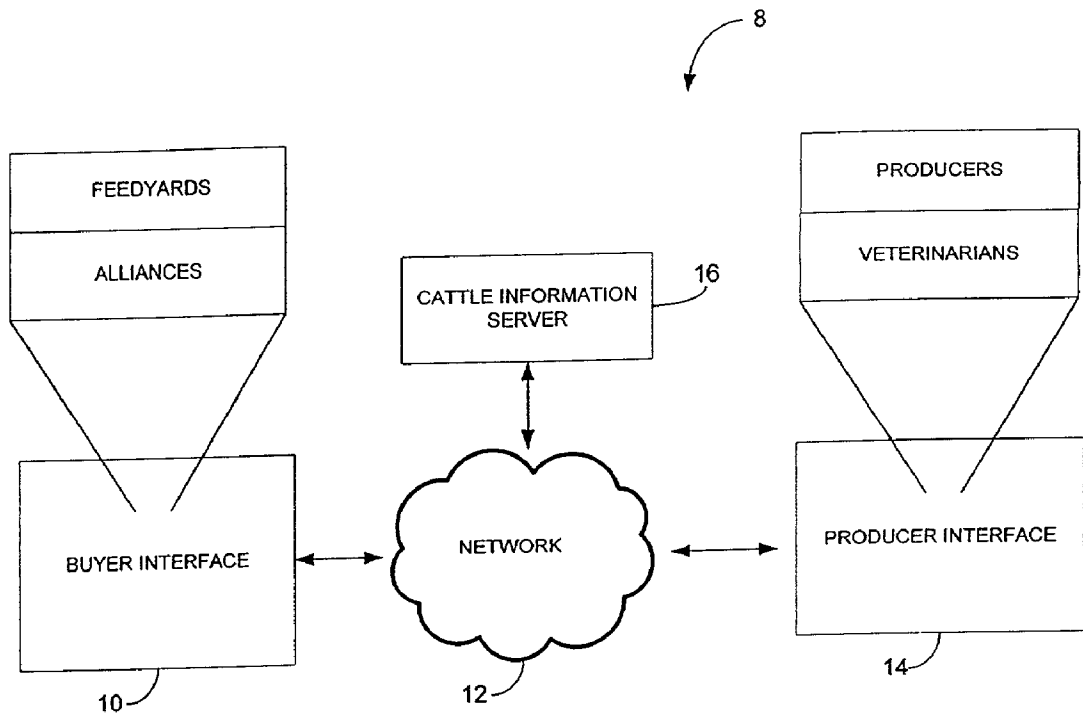 8
FEEDYARDS
ALLIANCES
PRODUCERS
VETERINARIANS
CATTLE INFORMATION
SERVER
16
BUYER INTERFACE
NETWORK
PRODUCER INTERFACE
10
12
14